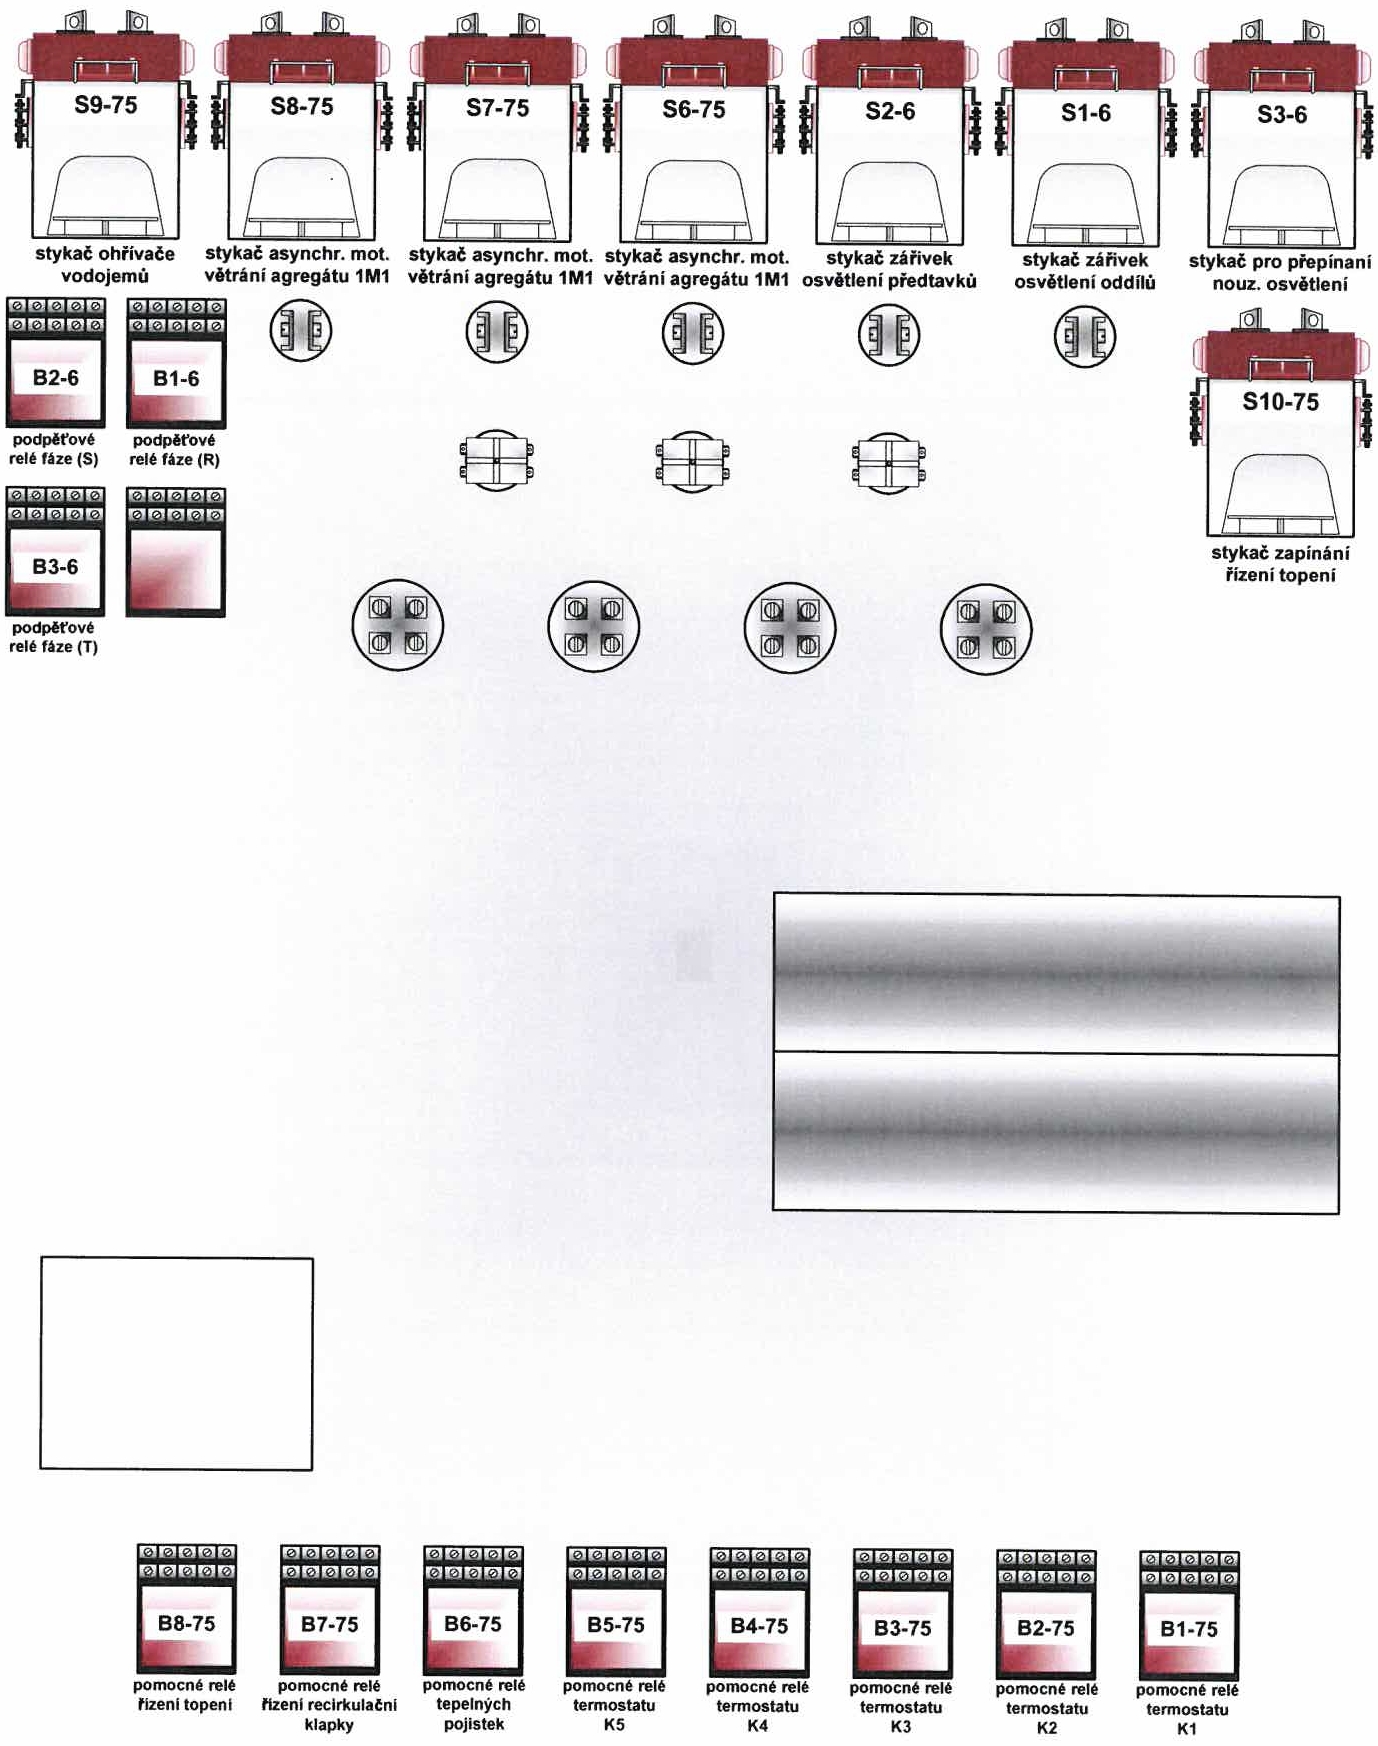 S9-75
stykač ohřívače
vodojemů
S8-75
stykač asynchr. mot.
větrání agregátu 1M1
S7-75
stykač asynchr. mot.
větrání agregátu 1M1
S6-75
stykač asynchr. mot.
větrání agregátu 1M1
S2-6
stykač zářivek
osvětlení předtavků
S1-6
stykač zářivek
osvětlení oddílů
S3-6
stykač pro přepínaní
nouz. osvětlení
B2-6
podpěťové
relé fáze (S)
B1-6
podpěťové
relé fáze (R)
S10-75
stykač zapínání
řízení topení
B3-6
podpěťové
relé fáze (T)
B8-75
pomocné relé
řízení topení
B7-75
pomocné relé
řízení recirkulační
klapky
B6-75
pomocné relé
tepelných
pojistek
B5-75
pomocné relé
termostatu
K5
B4-75
pomocné relé
termostatu
K4
B3-75
pomocné relé
termostatu
K3
B2-75
pomocné relé
termostatu
K2
B1-75
pomocné relé
termostatu
K1